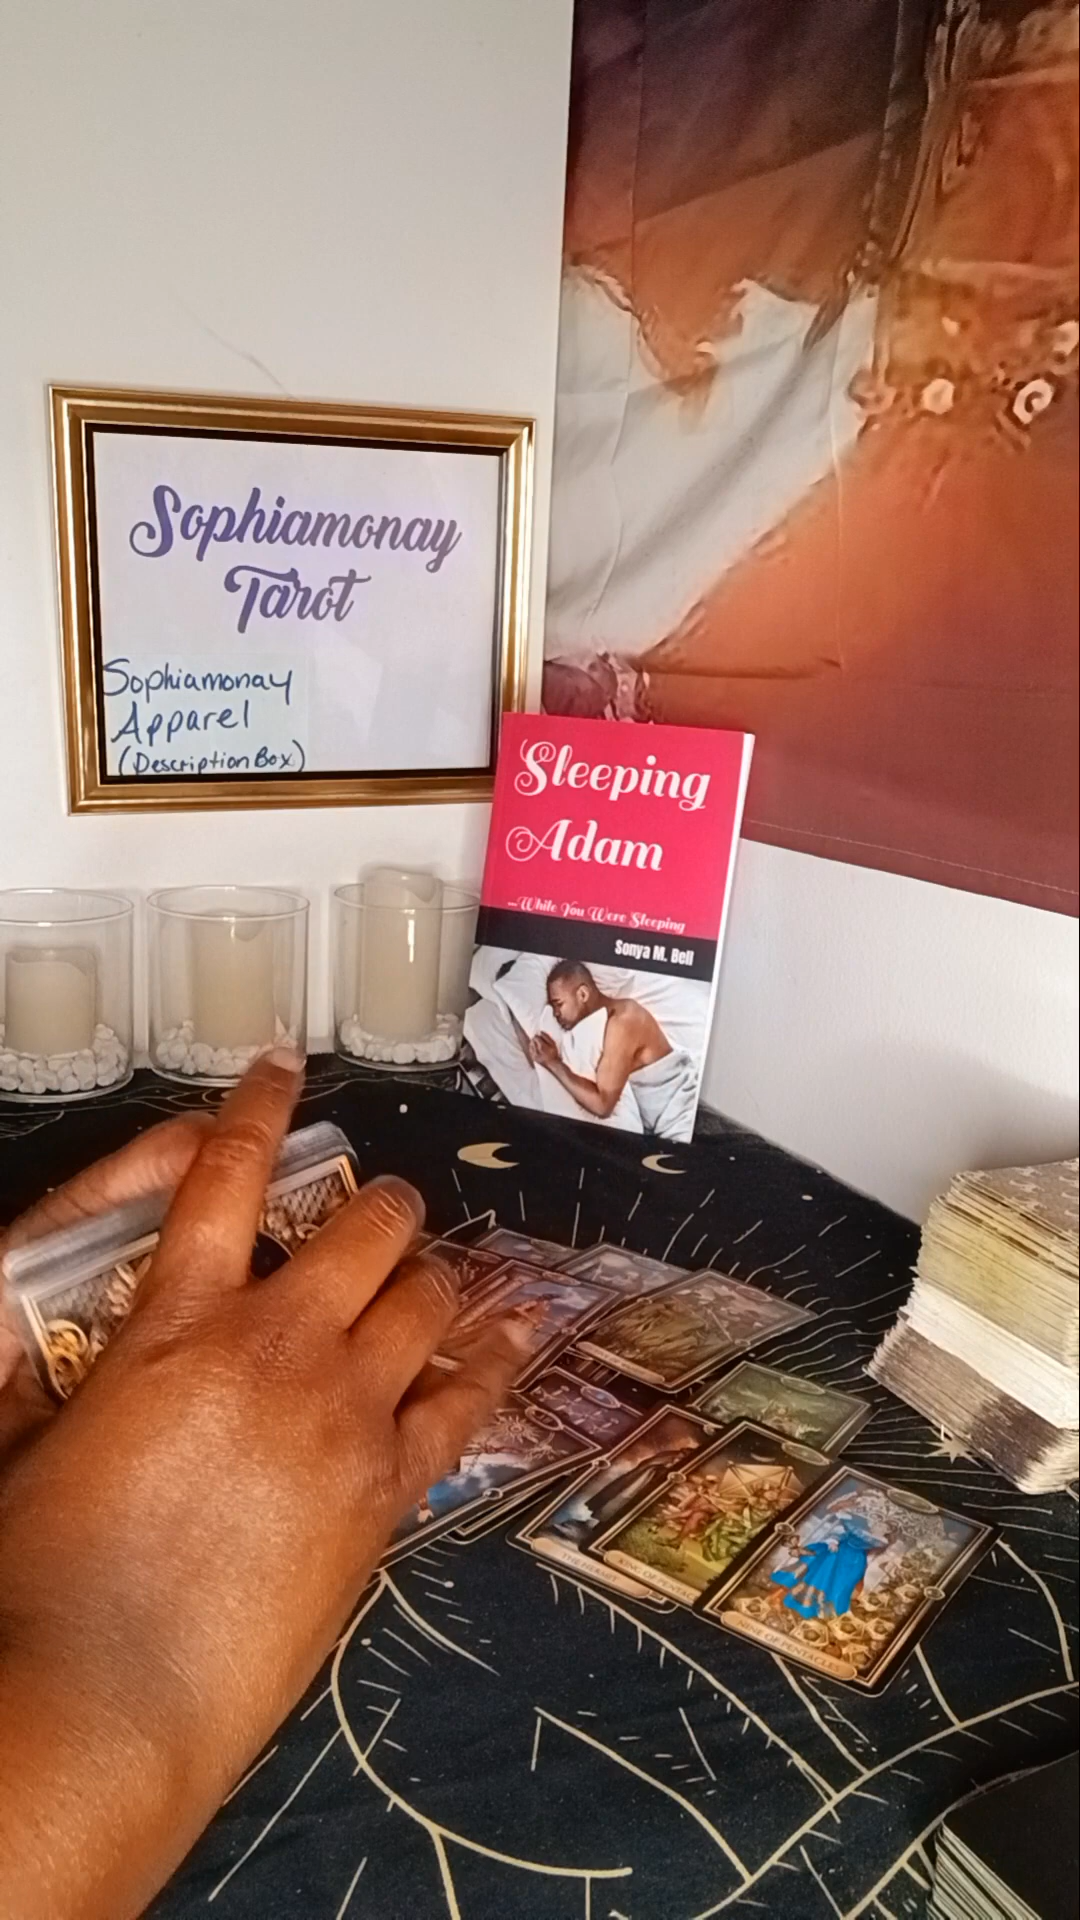 Sophiamonay
Tarot
Sophiamonay
Apparel
(Description Box)
Sleeping
Adam
...While You Were Sleeping
Sonya M. Bell
THE HERMIT
KING OF PENTACLES
NINE OF PENTACLES